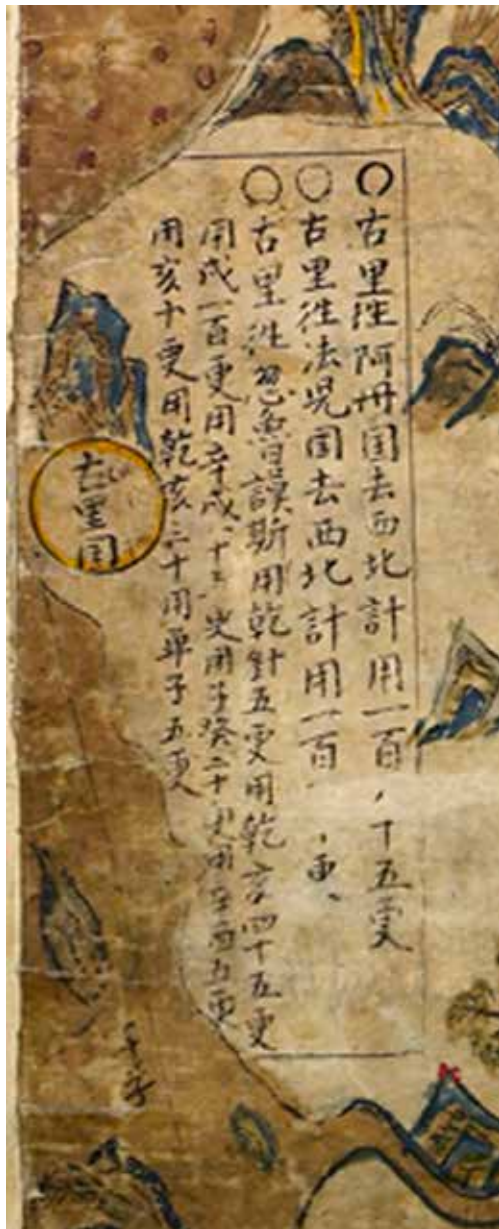 ○古里往阿丹国去西北計用一百,十五更
○古里往法児国去西北計用一百,,更、
○古里往忽魯謨斯用乾針五更用乾亥四十五更
用戌一百更用辛戌、十五更用子癸二十更用辛酉五更
用亥十更用乾亥三十用單子五更
古里国